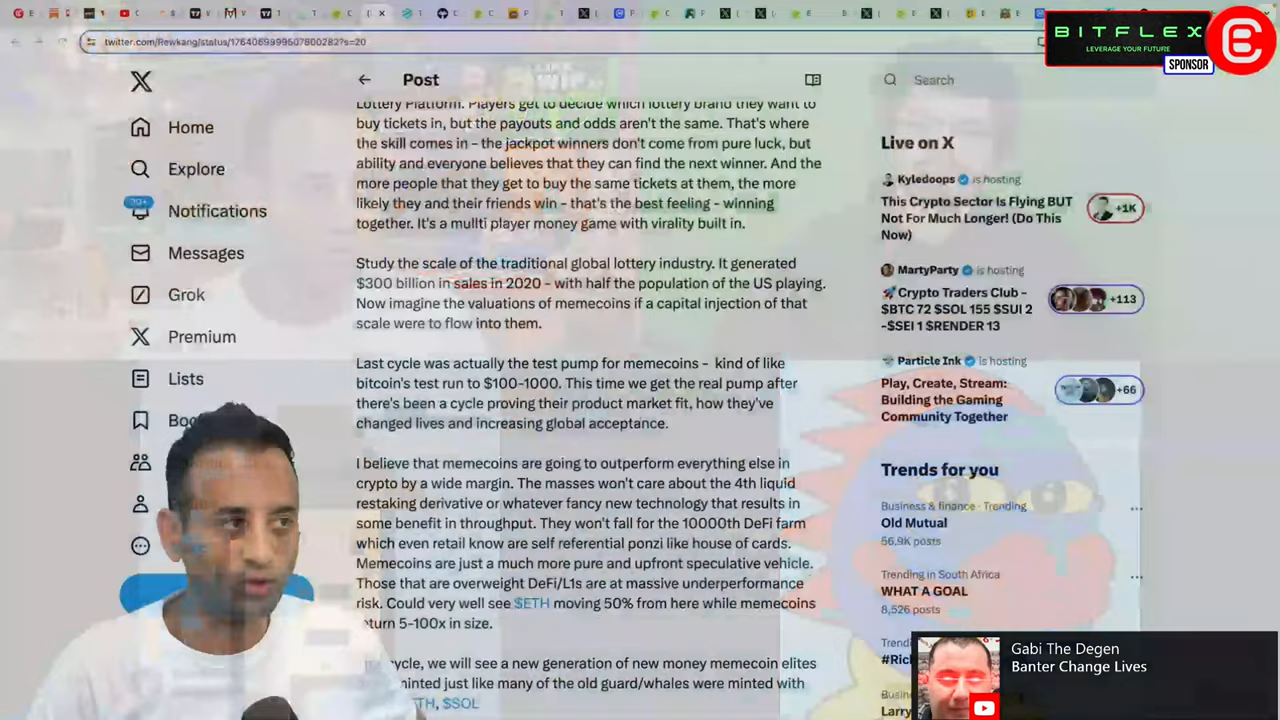 BITFLEX
LEVERAGE YOUR FUTURE
SPONSOR
twitter.com/Rewkang/status/1764069999507800282?s=20
Post
Search
Home
Explore
Notifications
Messages
Grok
Premium
Lists
Lottery Platform. Players get to decide which lottery brand they want to
buy tickets in, but the payouts and odds aren't the same. That's where
the skill comes in – the jackpot winners don't come from pure luck, but
ability and everyone believes that they can find the next winner. And the
more people that they get to buy the same tickets at them, the more
likely they and their friends win – that's the best feeling – winning
together. It's a multi player money game with virality built in.
Study the scale of the traditional global lottery industry. It generated
$300 billion in sales in 2020 – with half the population of the US playing.
Now imagine the valuations of memecoins if a capital injection of that
scale were to flow into them.
Last cycle was actually the test pump for memecoins – kind of like
bitcoin's test run to $100-1000. This time we get the real pump after
there's been a cycle proving their product market fit, how they've
changed lives and increasing global acceptance.
I believe that memecoins are going to outperform everything else in
crypto by a wide margin. The masses won't care about the 4th liquid
restaking derivative or whatever fancy new technology that results in
some benefit in throughput. They won't fall for the 10000th DeFi farm
which even retail know are self referential ponzi like house of cards.
Memecoins are just a much more pure and upfront speculative vehicle.
Those that are overweight DeFi/L1s are at massive underperformance
risk. Could very well see $ETH moving 50% from here while memecoins
return 5-100x in size.
cycle, we will see a new generation of new money memecoin elites
minted just like many of the old guard/whales were minted with
$SOL
Live on X
Kyledoops is hosting
This Crypto Sector Is Flying BUT
Not For Much Longer! (Do This
Now)
+1K
MartyParty is hosting
🚀 Crypto Traders Club –
$BTC 72 $SOL 155 $SUI 2
-$SEI 1 $RENDER 13
+113
Particle Ink is hosting
Play, Create, Stream:
Building the Gaming
Community Together
+66
Trends for you
Business & finance · Trending
Old Mutual
56.9K posts
Trending in South Africa
WHAT A GOAL
8,526 posts
Gabi The Degen
Banter Change Lives